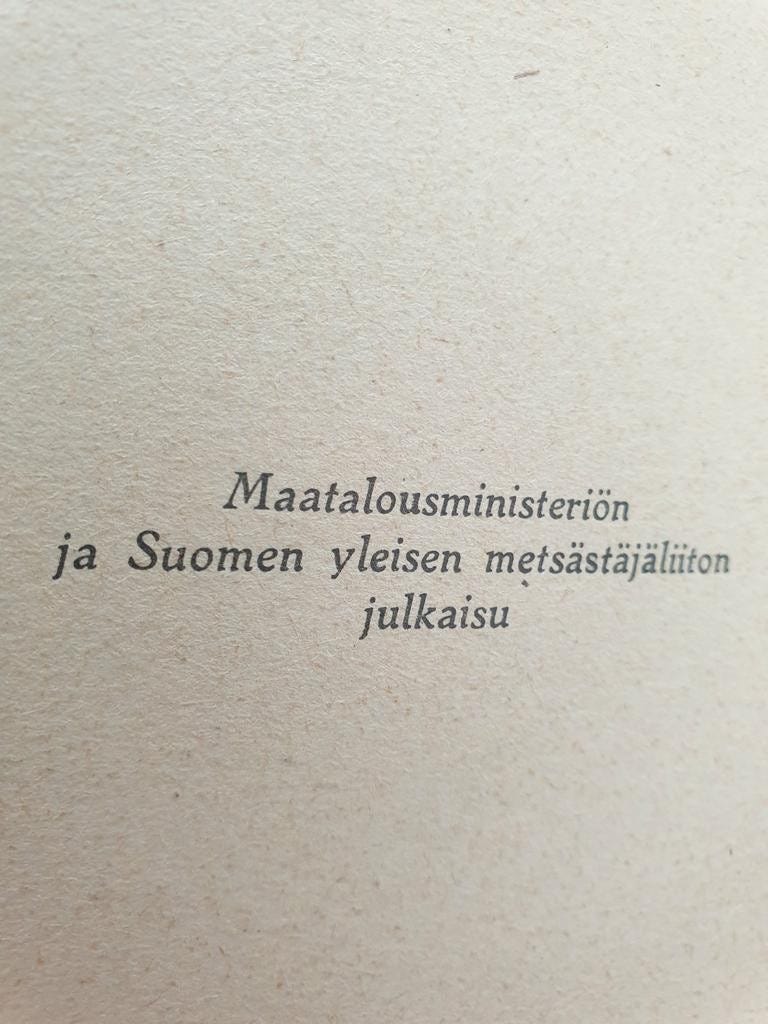 Maatalousministeriön
ja Suomen yleisen metsästäjäliiton
julkaisu